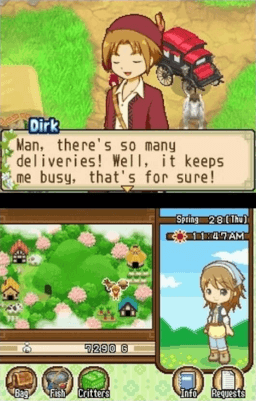 Dirk
Man, there's so many
deliveries! Well, it keeps
me busy, that's for sure!
Spring 28 (Thu)
11:47AM
7290 G
Bag
Fish
Critters
Info
Requests